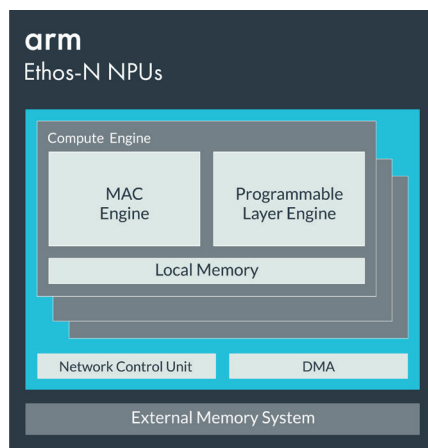 arm
Ethos-N NPUs
Compute Engine
MAC
Engine
Programmable
Layer Engine
Local Memory
Network Control Unit
DMA
External Memory System